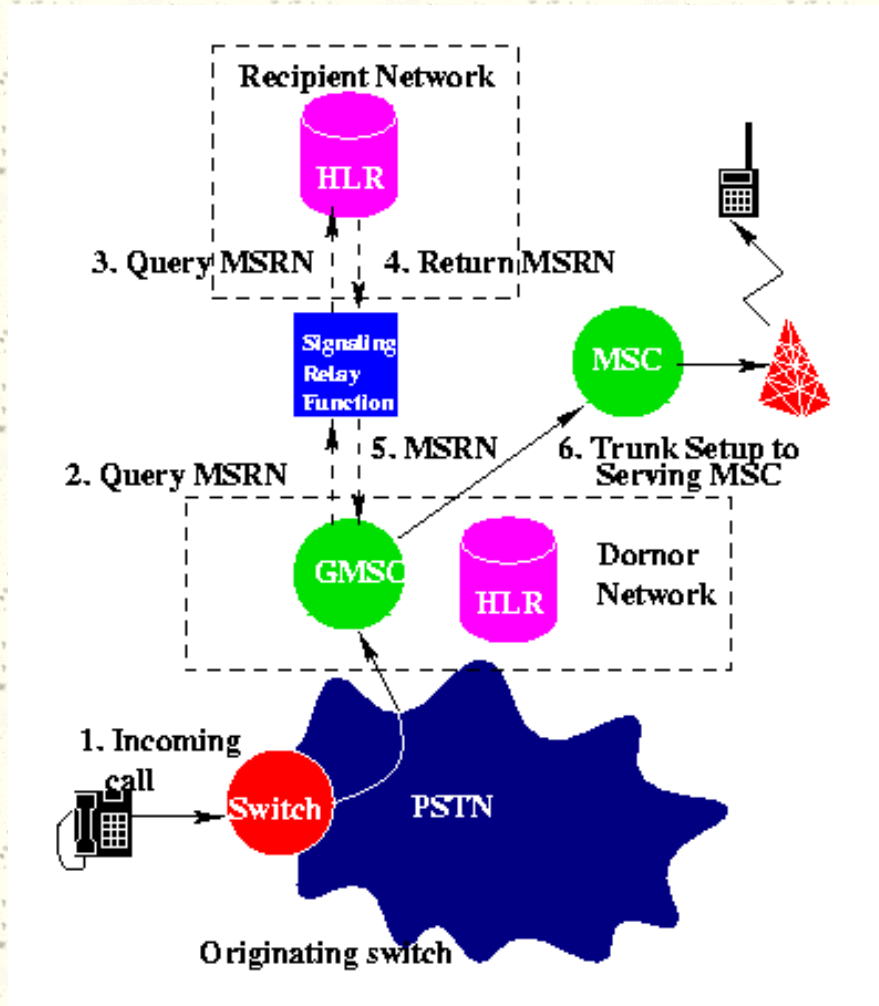 Recipient Network
HLR
3. Query MSRN
4. Return MSRN
Signaling
Relay
Function
MSC
2. Query MSRN
5. MSRN
6. Trunk Setup to
Serving MSC
GMSC
HLR
Dornor
Network
1. Incoming
call
Switch
PSTN
Originating switch